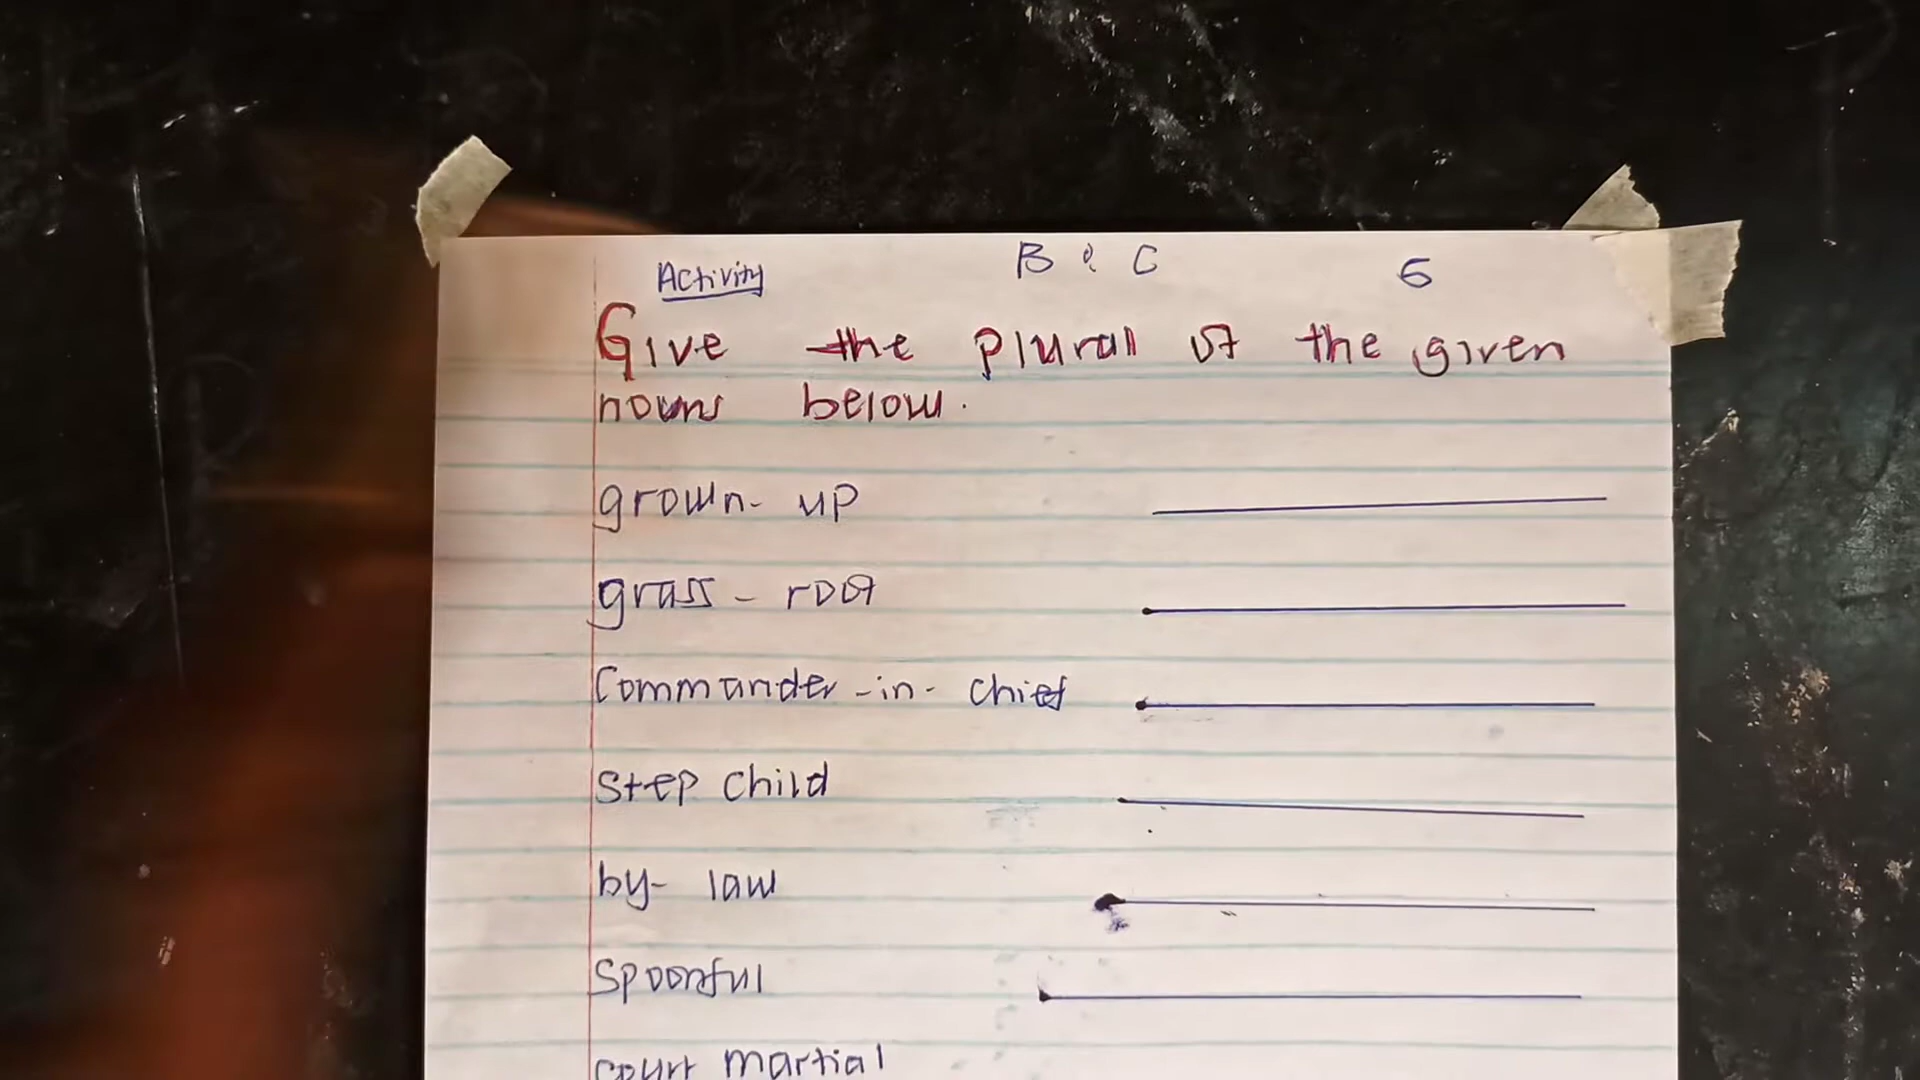 Activity B & C 5
Give the plural of the given
nouns below.
grown-up
grass-root
Commander-in-chief
Step child
by-law
Spoonful
court martial